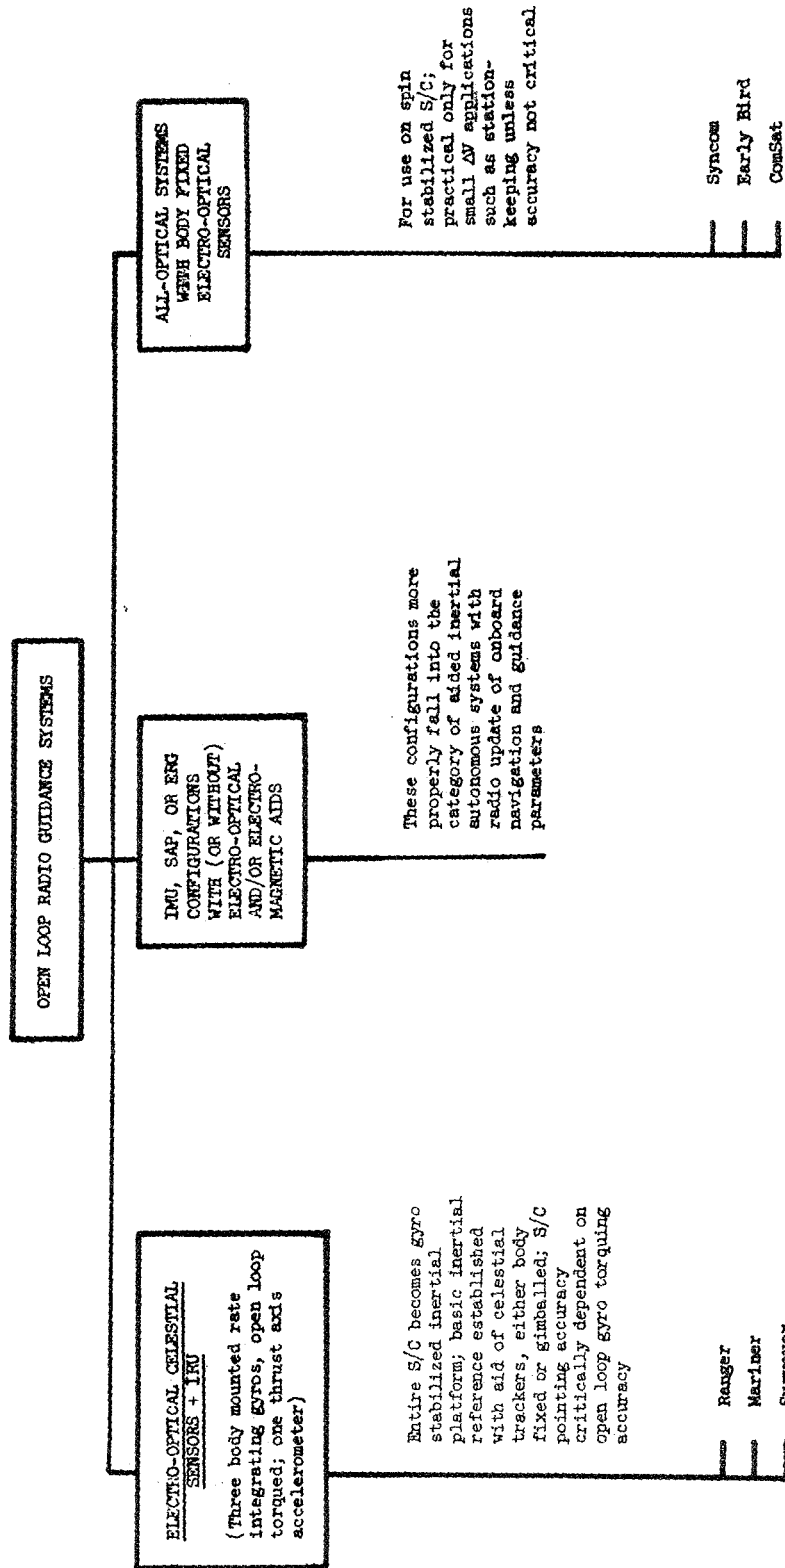 OPEN LOOP RADIO GUIDANCE SYSTEMS
ELECTRO-OPTICAL CELESTIAL
SENSORS + IRU
(Three body mounted rate
integrating gyros, open loop
torqued; one thrust axis
accelerometer)
Entire S/C becomes gyro
stabilized inertial
platform; basic inertial
reference established
with aid of celestial
trackers, either body
fixed or gimballed; S/C
pointing accuracy
critically dependent on
open loop gyro torquing
accuracy
Ranger
Mariner
IMU, SAP, OR ERG
CONFIGURATIONS
WITH (OR WITHOUT)
ELECTRO-OPTICAL
AND/OR ELECTRO-
MAGNETIC AIDS
These configurations more
properly fall into the
category of aided inertial
autonomous systems with
radio update of onboard
navigation and guidance
parameters
ALL-OPTICAL SYSTEMS
WITH BODY FIXED
ELECTRO-OPTICAL
SENSORS
For use on spin
stabilized S/C;
practical only for
small ΔV applications
such as station-
keeping unless
accuracy not critical
Syncom
Early Bird
ComSat